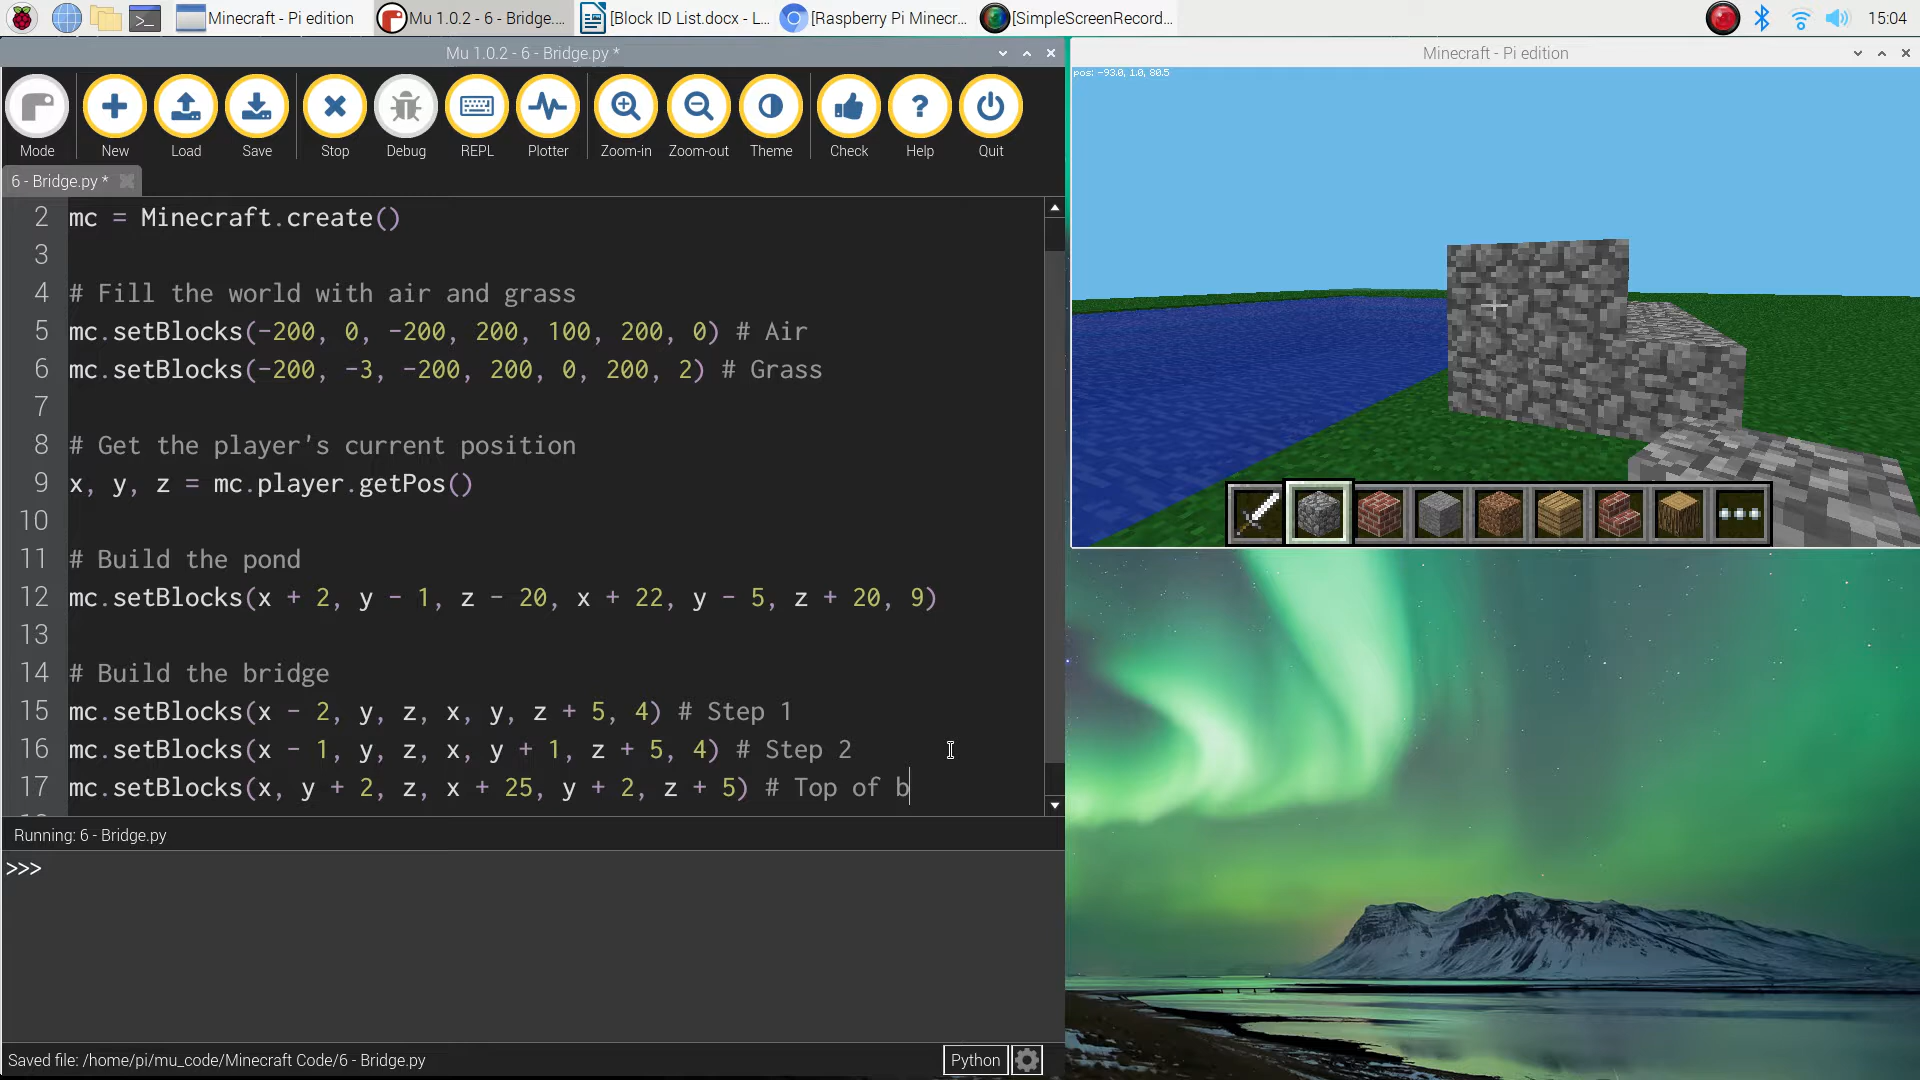 Minecraft - Pi edition
Mu 1.0.2 - 6 - Bridge....
[Block ID List.docx - L...
[Raspberry Pi Minecr...
[SimpleScreenRecord...
15:04
Mu 1.0.2 - 6 - Bridge.py *
Mode
New
Load
Save
Stop
Debug
REPL
Plotter
Zoom-in
Zoom-out
Theme
Check
Help
Quit
6 - Bridge.py *
2 mc = Minecraft.create()
3
4 # Fill the world with air and grass
5 mc.setBlocks(-200, 0, -200, 200, 100, 200, 0) # Air
6 mc.setBlocks(-200, -3, -200, 200, 0, 200, 2) # Grass
7
8 # Get the player's current position
9 x, y, z = mc.player.getPos()
10
11 # Build the pond
12 mc.setBlocks(x + 2, y - 1, z - 20, x + 22, y - 5, z + 20, 9)
13
14 # Build the bridge
15 mc.setBlocks(x - 2, y, z, x, y, z + 5, 4) # Step 1
16 mc.setBlocks(x - 1, y, z, x, y + 1, z + 5, 4) # Step 2
17 mc.setBlocks(x, y + 2, z, x + 25, y + 2, z + 5) # Top of b
Running: 6 - Bridge.py
>>>
Saved file: /home/pi/mu_code/Minecraft Code/6 - Bridge.py
Python
Minecraft - Pi edition
pos: -93.0, 1.0, 80.5